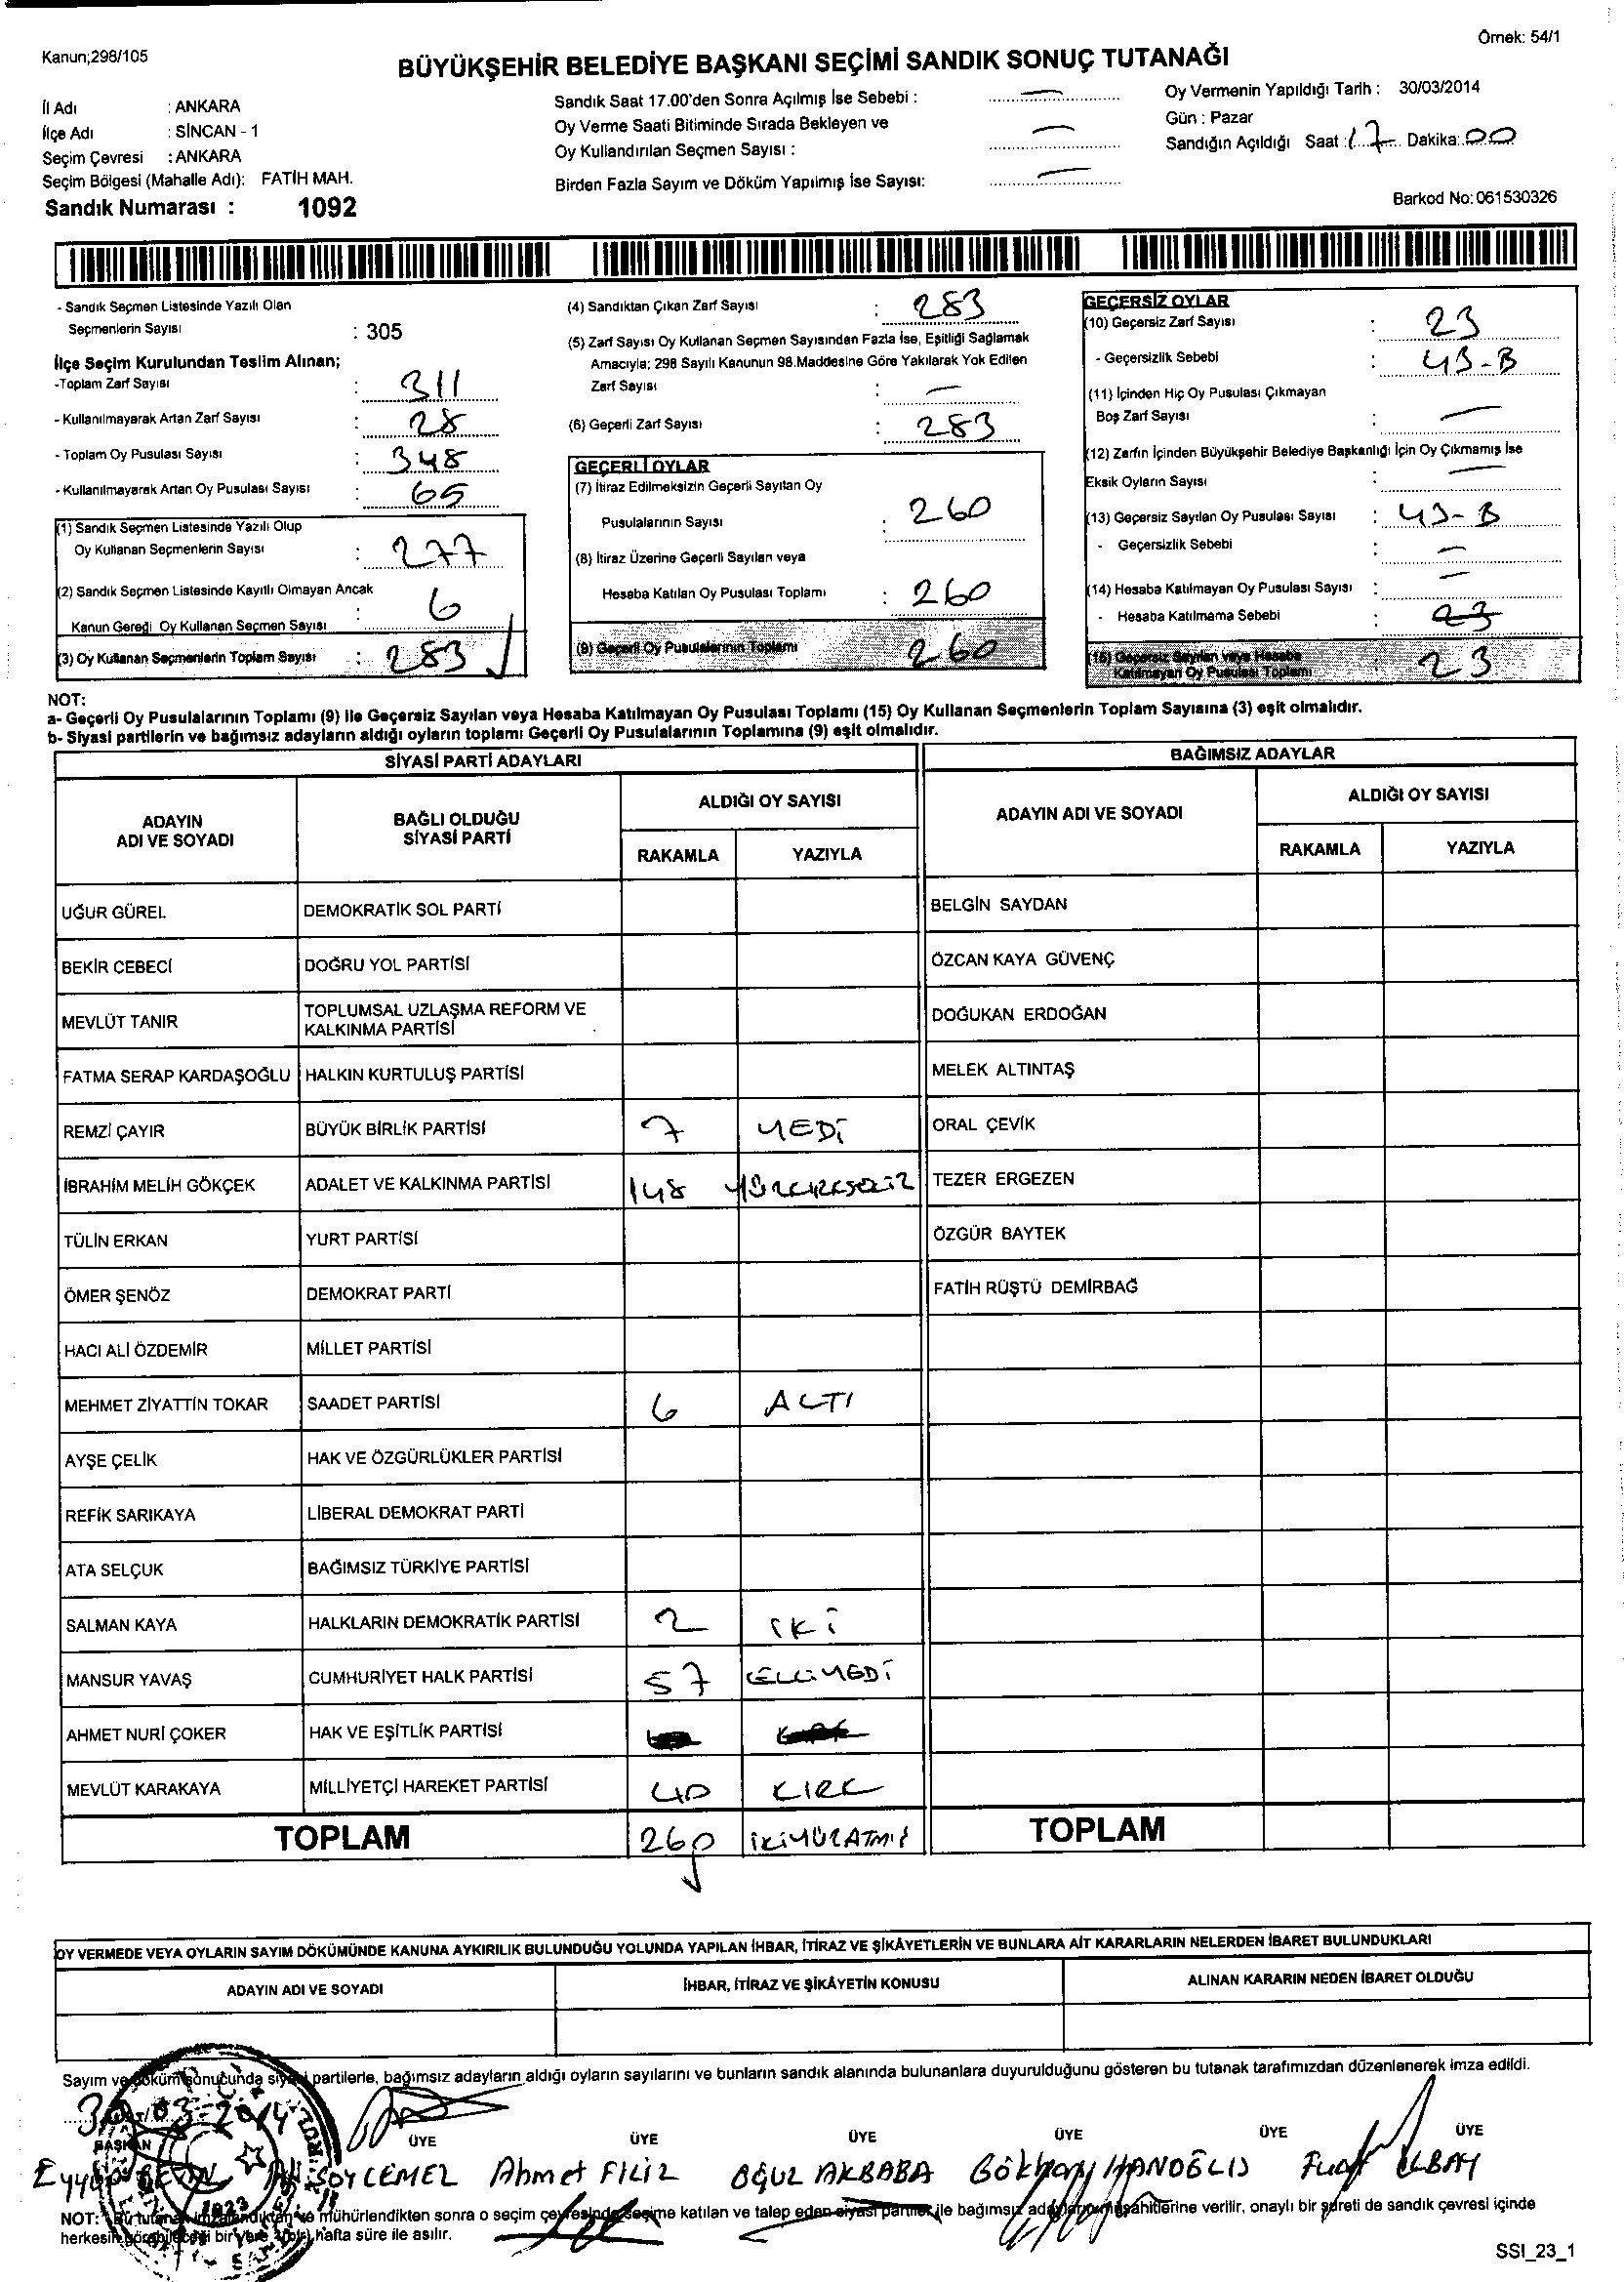 Kanun;298/105
Örnek: 54/1
BÜYÜKŞEHİR BELEDİYE BAŞKANI SEÇİMİ SANDIK SONUÇ TUTANAĞI
İl Adı : ANKARA
İlçe Adı : SİNCAN - 1
Seçim Çevresi : ANKARA
Seçim Bölgesi (Mahalle Adı): FATİH MAH.
Sandık Numarası : 1092
Sandık Saat 17.00'den Sonra Açılmış İse Sebebi : —
Oy Verme Saati Bitiminde Sırada Bekleyen ve
Oy Kullandırılan Seçmen Sayısı : —
Birden Fazla Sayım ve Döküm Yapılmış İse Sayısı: —
Oy Vermenin Yapıldığı Tarih : 30/03/2014
Gün : Pazar
Sandığın Açıldığı Saat : 17 Dakika: 00
Barkod No: 061530326
- Sandık Seçmen Listesinde Yazılı Olan
Seçmenlerin Sayısı : 305
İlçe Seçim Kurulundan Teslim Alınan;
-Toplam Zarf Sayısı : 311
- Kullanılmayarak Artan Zarf Sayısı : 28
- Toplam Oy Pusulası Sayısı : 348
- Kullanılmayarak Artan Oy Pusulası Sayısı : 65
(1) Sandık Seçmen Listesinde Yazılı Olup
Oy Kullanan Seçmenlerin Sayısı : 277
(2) Sandık Seçmen Listesinde Kayıtlı Olmayan Ancak
Kanun Gereği Oy Kullanan Seçmen Sayısı : 6
(3) Oy Kullanan Seçmenlerin Toplam Sayısı : 283
(4) Sandıktan Çıkan Zarf Sayısı : 283
(5) Zarf Sayısı Oy Kullanan Seçmen Sayısından Fazla İse, Eşitliği Sağlamak
Amacıyla; 298 Sayılı Kanunun 98.Maddesine Göre Yakılarak Yok Edilen
Zarf Sayısı : —
(6) Geçerli Zarf Sayısı : 283
GEÇERLİ OYLAR
(7) İtiraz Edilmeksizin Geçerli Sayılan Oy
Pusulalarının Sayısı : 260
(8) İtiraz Üzerine Geçerli Sayılan veya
Hesaba Katılan Oy Pusulası Toplamı : 260
(9) Geçerli Oy Pusulalarının Toplamı 260
GEÇERSİZ OYLAR
(10) Geçersiz Zarf Sayısı : 23
- Geçersizlik Sebebi : 43-B
(11) İçinden Hiç Oy Pusulası Çıkmayan
Boş Zarf Sayısı : —
(12) Zarfın İçinden Büyükşehir Belediye Başkanlığı İçin Oy Çıkmamış İse
Eksik Oyların Sayısı : —
(13) Geçersiz Sayılan Oy Pusulası Sayısı : 43-B
- Geçersizlik Sebebi : —
(14) Hesaba Katılmayan Oy Pusulası Sayısı : —
- Hesaba Katılmama Sebebi : 23
(15) Geçersiz Sayılan veya Hesaba
Katılmayan Oy Pusulası Toplamı : 23
NOT:
a- Geçerli Oy Pusulalarının Toplamı (9) ile Geçersiz Sayılan veya Hesaba Katılmayan Oy Pusulası Toplamı (15) Oy Kullanan Seçmenlerin Toplam Sayısına (3) eşit olmalıdır.
b- Siyasi partilerin ve bağımsız adayların aldığı oyların toplamı Geçerli Oy Pusulalarının Toplamına (9) eşit olmalıdır.
SİYASİ PARTİ ADAYLARI
ADAYIN ADI VE SOYADI BAĞLI OLDUĞU SİYASİ PARTİ ALDIĞI OY SAYISI
RAKAMLA YAZIYLA
UĞUR GÜREL DEMOKRATİK SOL PARTİ
BEKİR CEBECİ DOĞRU YOL PARTİSİ
MEVLÜT TANIR TOPLUMSAL UZLAŞMA REFORM VE KALKINMA PARTİSİ
FATMA SERAP KARDAŞOĞLU HALKIN KURTULUŞ PARTİSİ
REMZİ ÇAYIR BÜYÜK BİRLİK PARTİSİ 7 YEDİ
İBRAHİM MELİH GÖKÇEK ADALET VE KALKINMA PARTİSİ 148
TÜLİN ERKAN YURT PARTİSİ
ÖMER ŞENÖZ DEMOKRAT PARTİ
HACI ALİ ÖZDEMİR MİLLET PARTİSİ
MEHMET ZİYATTİN TOKAR SAADET PARTİSİ 6 ALTI
AYŞE ÇELİK HAK VE ÖZGÜRLÜKLER PARTİSİ
REFİK SARIKAYA LİBERAL DEMOKRAT PARTİ
ATA SELÇUK BAĞIMSIZ TÜRKİYE PARTİSİ
SALMAN KAYA HALKLARIN DEMOKRATİK PARTİSİ 2 İKİ
MANSUR YAVAŞ CUMHURİYET HALK PARTİSİ 57 ELLİYEDİ
AHMET NURİ ÇOKER HAK VE EŞİTLİK PARTİSİ
MEVLÜT KARAKAYA MİLLİYETÇİ HAREKET PARTİSİ 40 KIRK
TOPLAM 260 İKİYÜZATMIŞ
BAĞIMSIZ ADAYLAR
ADAYIN ADI VE SOYADI ALDIĞI OY SAYISI
RAKAMLA YAZIYLA
BELGİN SAYDAN
ÖZCAN KAYA GÜVENÇ
DOĞUKAN ERDOĞAN
MELEK ALTINTAŞ
ORAL ÇEVİK
TEZER ERGEZEN
ÖZGÜR BAYTEK
FATİH RÜŞTÜ DEMİRBAĞ
TOPLAM
OY VERMEDE VEYA OYLARIN SAYIM DÖKÜMÜNDE KANUNA AYKIRILIK BULUNDUĞU YOLUNDA YAPILAN İHBAR, İTİRAZ VE ŞİKÂYETLERİN VE BUNLARA AİT KARARLARIN NELERDEN İBARET BULUNDUKLARI
ADAYIN ADI VE SOYADI İHBAR, İTİRAZ VE ŞİKÂYETİN KONUSU ALINAN KARARIN NEDEN İBARET OLDUĞU
Sayım ve döküm sonucunda siyasi partilerle, bağımsız adayların aldığı oyların sayılarını ve bunların sandık alanında bulunanlara duyurulduğunu gösteren bu tutanak tarafımızdan düzenlenerek imza edildi.
30/03-2014
BAŞKAN ÜYE ÜYE ÜYE ÜYE ÜYE ÜYE
Ahmet FİLİZ OĞUZ AKBABA Gökhan Fuat
NOT: Bu tutanak imzalandıktan ve mühürlendikten sonra o seçim çevresinde seçime katılan ve talep eden siyasi partiler ile bağımsız adayların müşahitlerine verilir, onaylı bir sureti de sandık çevresi içinde
herkesin görebileceği bir yere hafta süre ile asılır.
1923
SSI_23_1